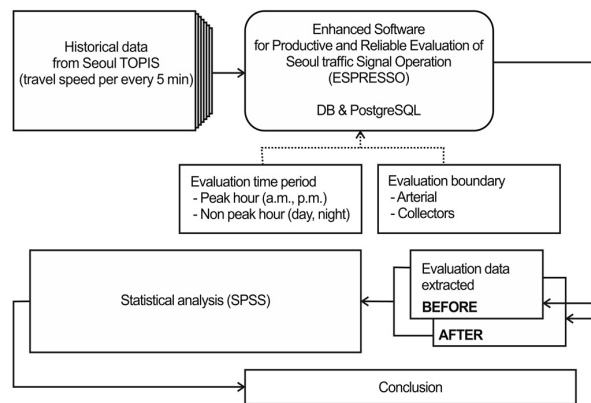 Historical data
from Seoul TOPIS
(travel speed per every 5 min)
Enhanced Software
for Productive and Reliable Evaluation of
Seoul traffic Signal Operation
(ESPRESSO)
DB & PostgreSQL
Evaluation time period
- Peak hour (a.m., p.m.)
- Non peak hour (day, night)
Evaluation boundary
- Arterial
- Collectors
Statistical analysis (SPSS)
Evaluation data
extracted
BEFORE
AFTER
Conclusion